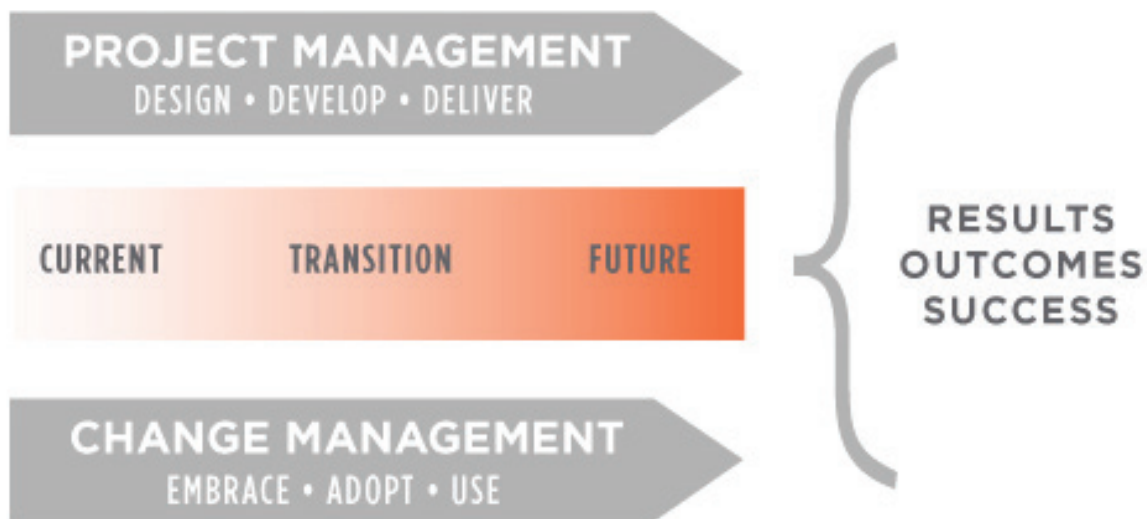 PROJECT MANAGEMENT
DESIGN • DEVELOP • DELIVER
CURRENT TRANSITION FUTURE
RESULTS
OUTCOMES
SUCCESS
CHANGE MANAGEMENT
EMBRACE • ADOPT • USE